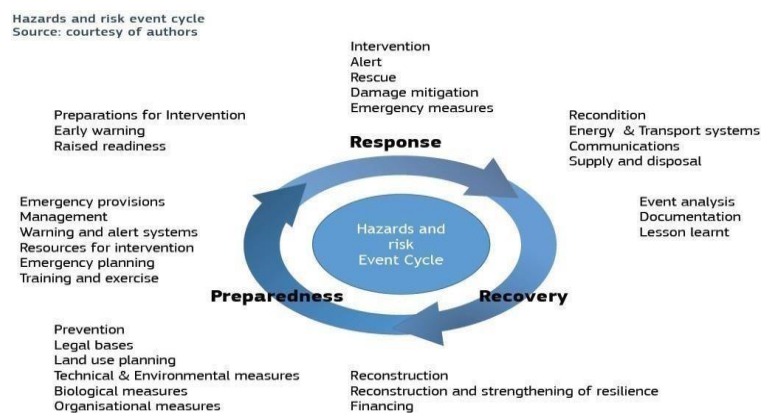 Hazards and risk event cycle
Source: courtesy of authors
Intervention
Alert
Rescue
Damage mitigation
Emergency measures
Preparations for Intervention
Early warning
Raised readiness
Response
Recondition
Energy & Transport systems
Communications
Supply and disposal
Emergency provisions
Management
Warning and alert systems
Resources for intervention
Emergency planning
Training and exercise
Hazards and
risk
Event Cycle
Event analysis
Documentation
Lesson learnt
Preparedness
Recovery
Prevention
Legal bases
Land use planning
Technical & Environmental measures
Biological measures
Organisational measures
Reconstruction
Reconstruction and strengthening of resilience
Financing